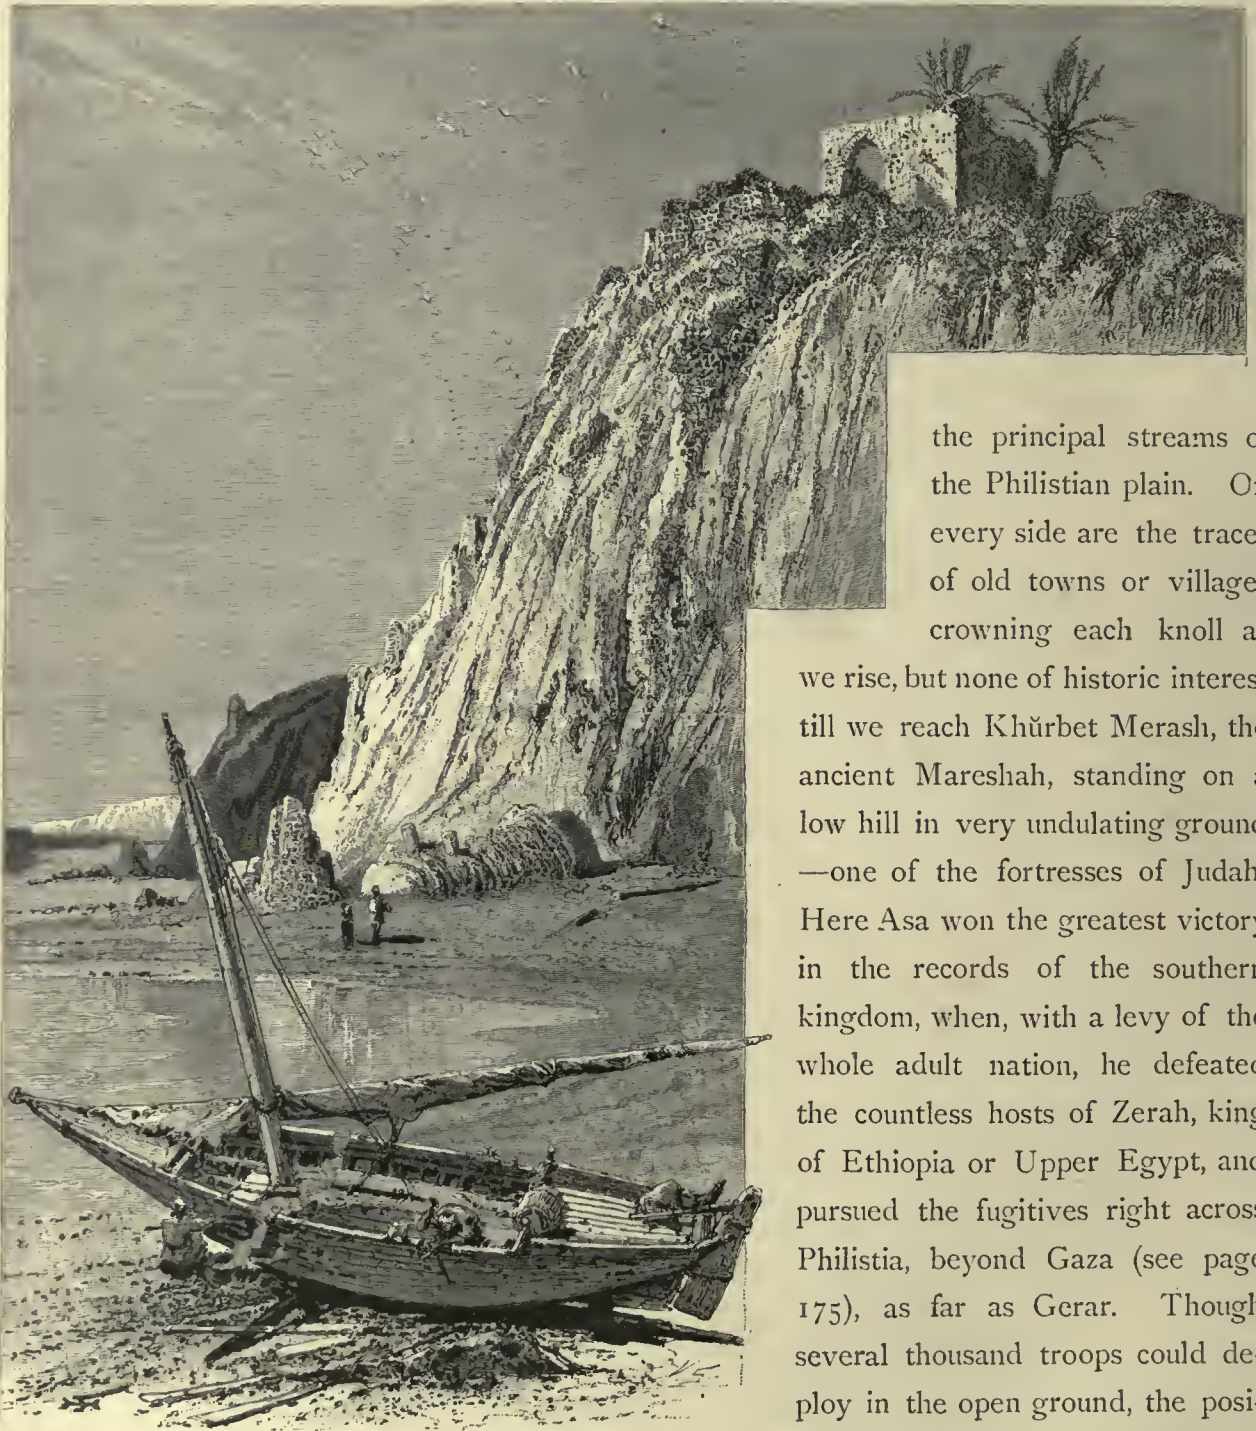 the principal streams
the Philistian plain.
every side are the trace
of old towns or village
crowning each knoll a
we rise, but none of historic interes
till we reach Khŭrbet Merash, the
ancient Mareshah, standing on a
low hill in very undulating ground
—one of the fortresses of Judah
Here Asa won the greatest victory
in the records of the southern
kingdom, when, with a levy of the
whole adult nation, he defeated
the countless hosts of Zerah, king
of Ethiopia or Upper Egypt, and
pursued the fugitives right across
Philistia, beyond Gaza (see page
175), as far as Gerar. Though
several thousand troops could de-
ploy in the open ground, the posi-